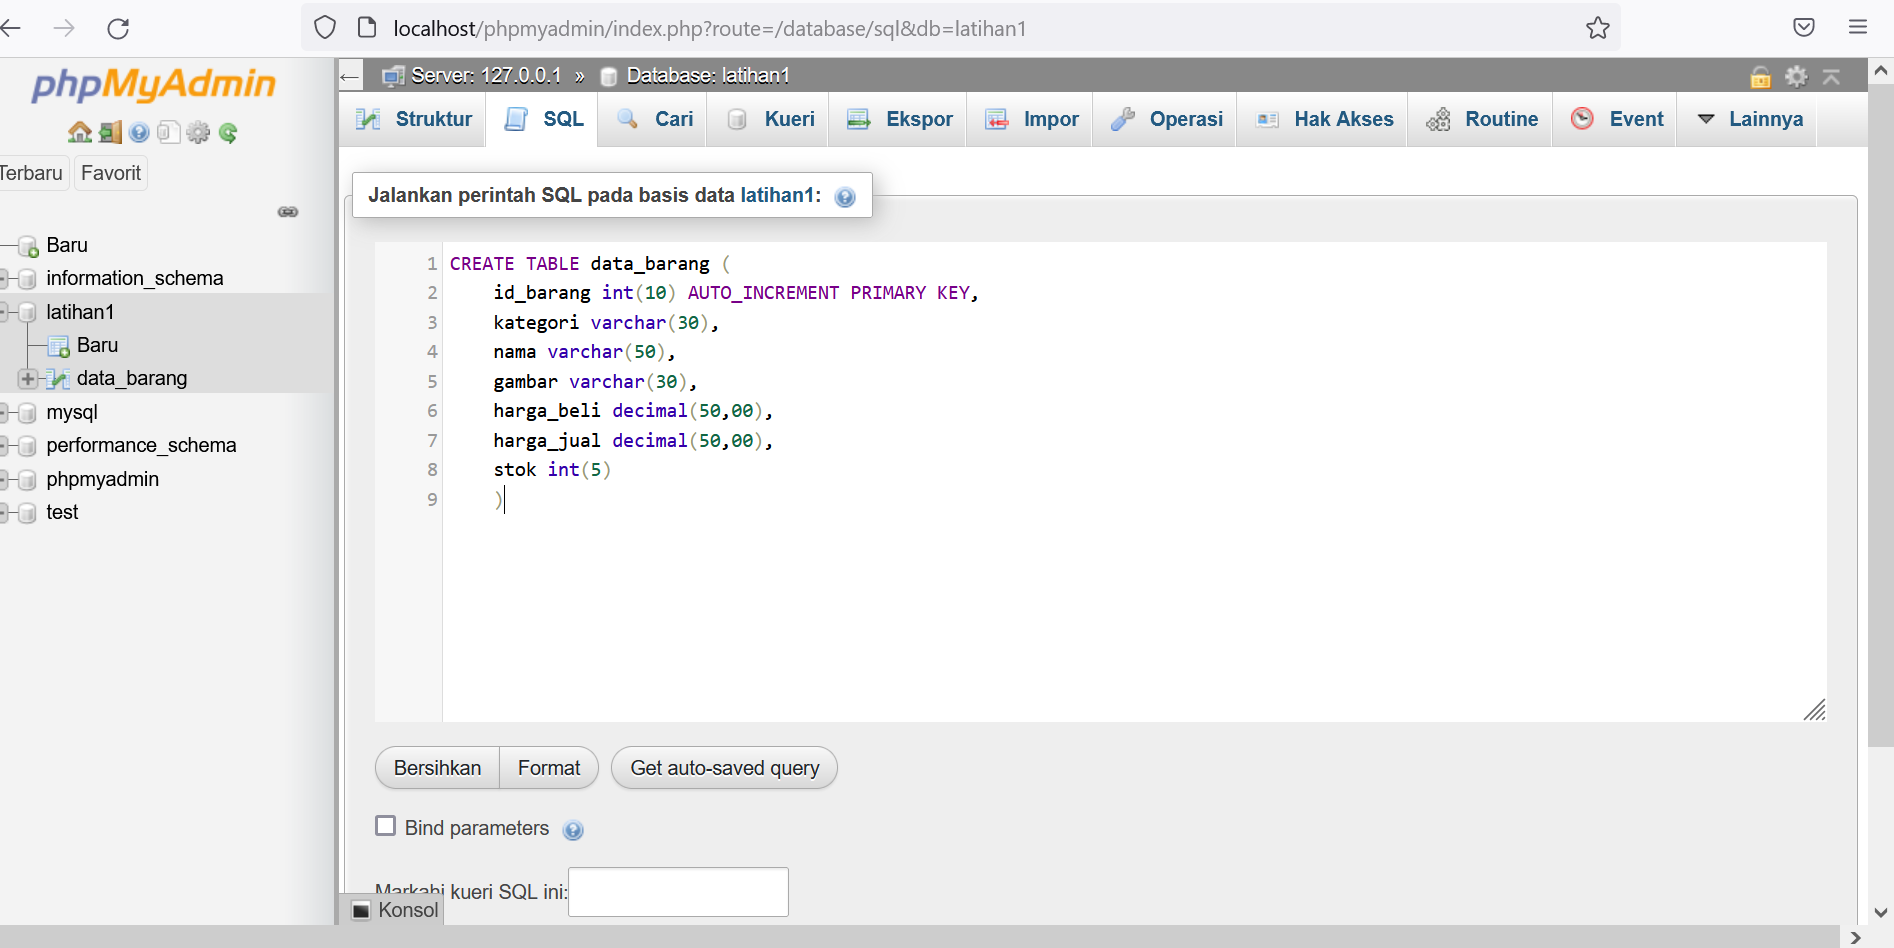 localhost/phpmyadmin/index.php?route=/database/sql&db=latihan1
phpMyAdmin
Terbaru Favorit
Baru
information_schema
latihan1
Baru
data_barang
mysql
performance_schema
phpmyadmin
test
Server: 127.0.0.1 » Database: latihan1
Struktur SQL Cari Kueri Ekspor Impor Operasi Hak Akses Routine Event Lainnya
Jalankan perintah SQL pada basis data latihan1:
1 CREATE TABLE data_barang (
2 id_barang int(10) AUTO_INCREMENT PRIMARY KEY,
3 kategori varchar(30),
4 nama varchar(50),
5 gambar varchar(30),
6 harga_beli decimal(50,00),
7 harga_jual decimal(50,00),
8 stok int(5)
9 )
Bersihkan Format Get auto-saved query
Bind parameters
Markahi kueri SQL ini:
Konsol